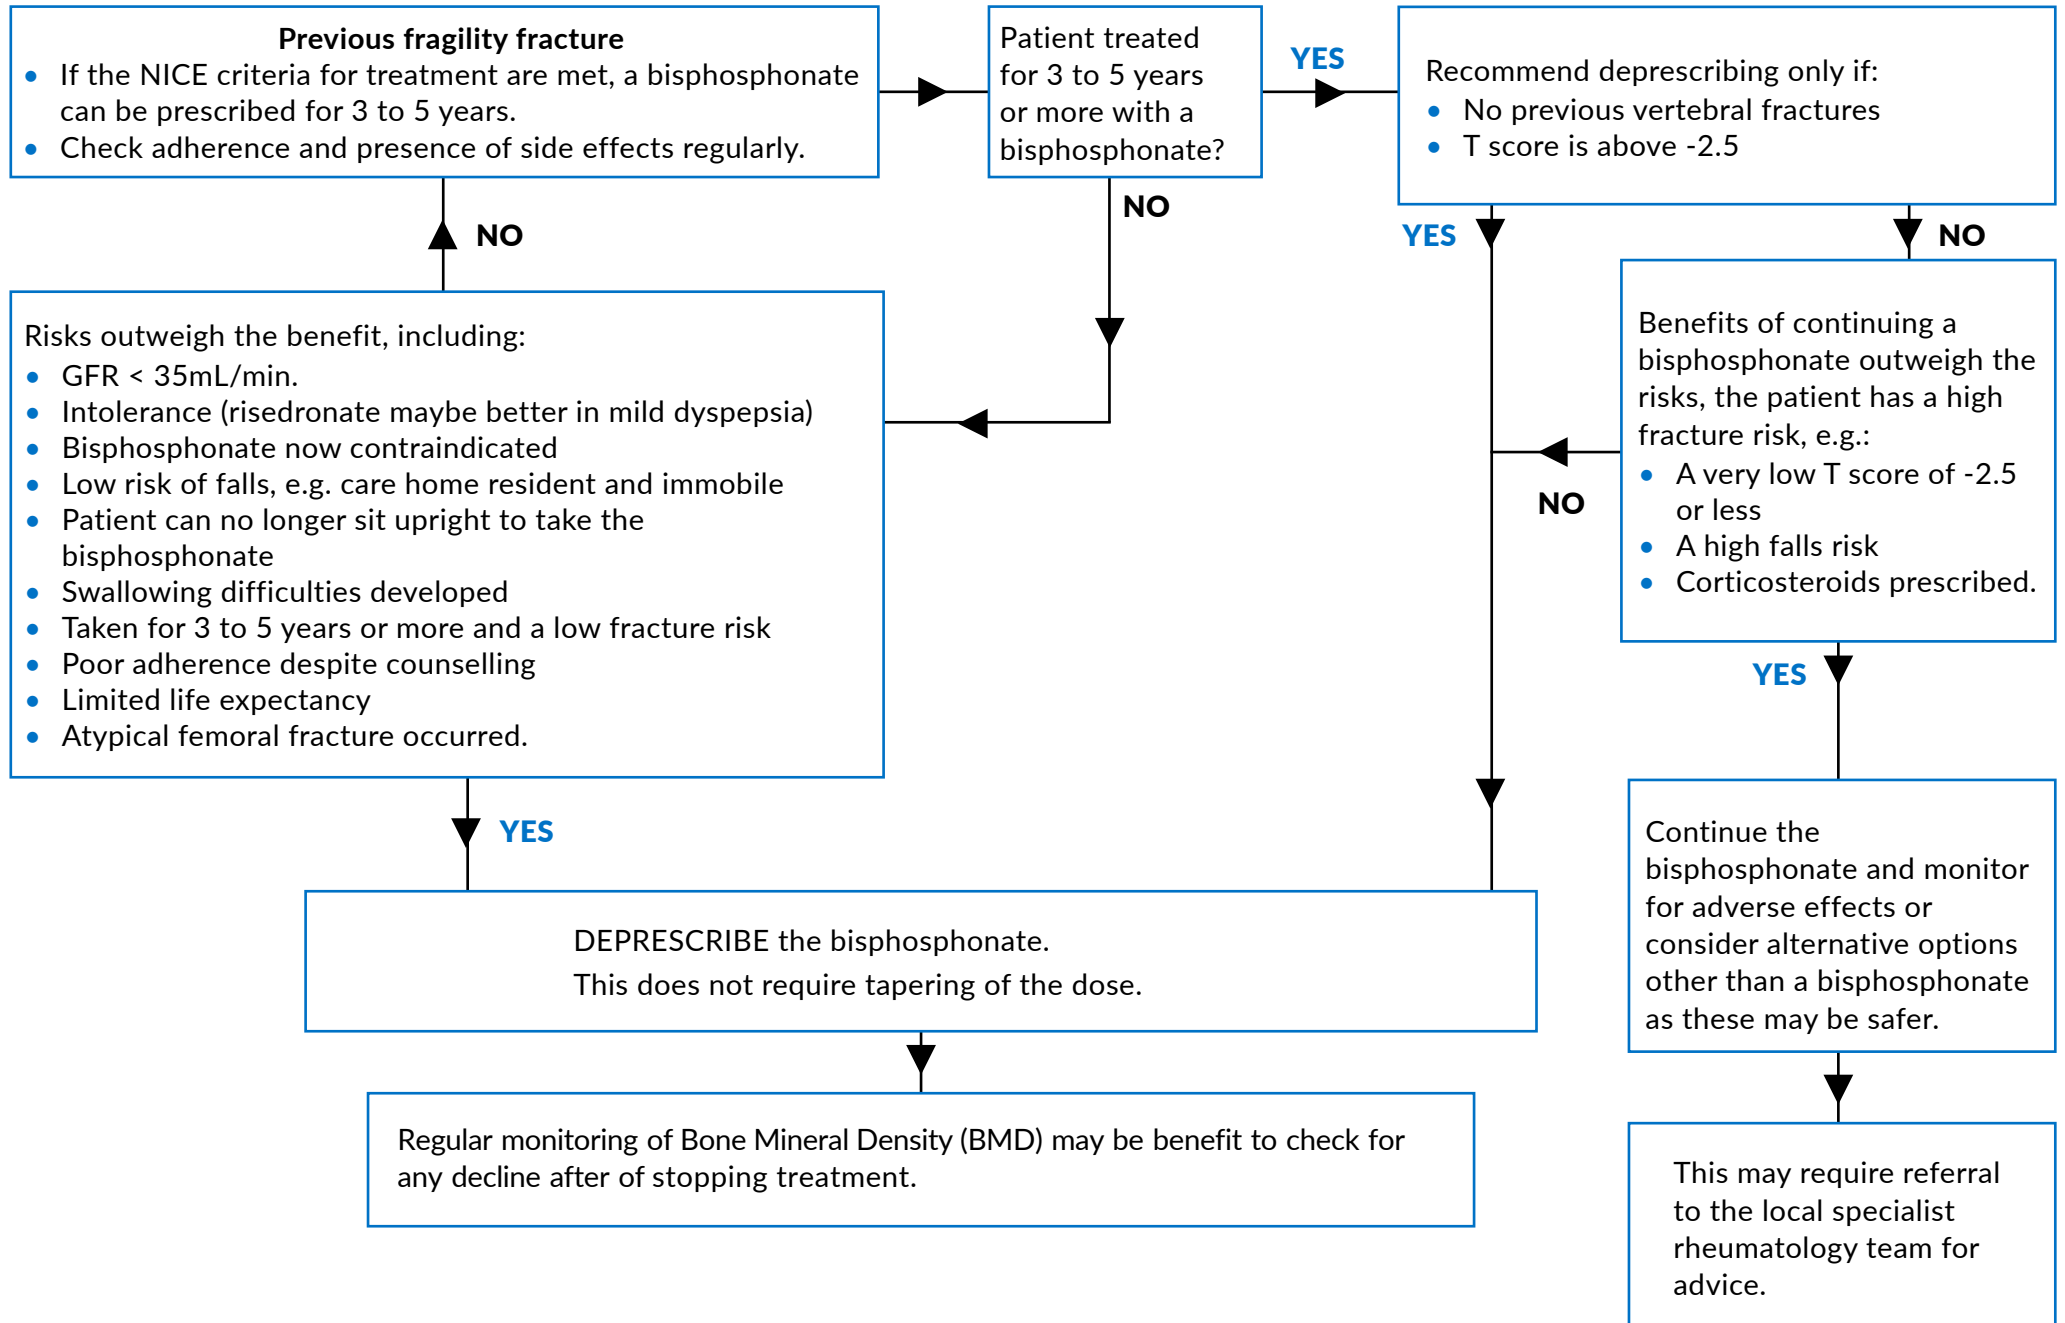 Previous fragility fracture
• If the NICE criteria for treatment are met, a bisphosphonate
can be prescribed for 3 to 5 years.
• Check adherence and presence of side effects regularly.
Patient treated
for 3 to 5 years
or more with a
bisphosphonate?
YES
Recommend deprescribing only if:
• No previous vertebral fractures
• T score is above -2.5
NO
NO
YES
NO
Risks outweigh the benefit, including:
• GFR < 35mL/min.
• Intolerance (risedronate maybe better in mild dyspepsia)
• Bisphosphonate now contraindicated
• Low risk of falls, e.g. care home resident and immobile
• Patient can no longer sit upright to take the
bisphosphonate
• Swallowing difficulties developed
• Taken for 3 to 5 years or more and a low fracture risk
• Poor adherence despite counselling
• Limited life expectancy
• Atypical femoral fracture occurred.
Benefits of continuing a
bisphosphonate outweigh the
risks, the patient has a high
fracture risk, e.g.:
• A very low T score of -2.5
or less
• A high falls risk
• Corticosteroids prescribed.
NO
YES
YES
Continue the
bisphosphonate and monitor
for adverse effects or
consider alternative options
other than a bisphosphonate
as these may be safer.
DEPRESCRIBE the bisphosphonate.
This does not require tapering of the dose.
Regular monitoring of Bone Mineral Density (BMD) may be benefit to check for
any decline after of stopping treatment.
This may require referral
to the local specialist
rheumatology team for
advice.